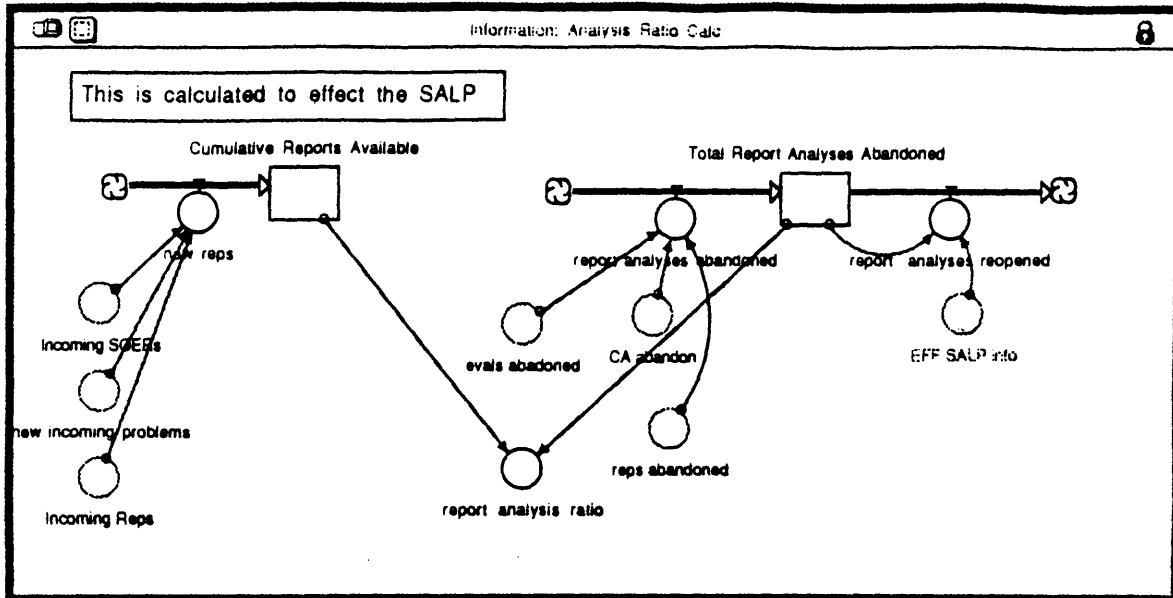 Information: Analysis Ratio Calc
This is calculated to effect the SALP
Cumulative Reports Available
Total Report Analyses Abandoned
new reps
report analyses abandoned
report analyses reopened
Incoming SOERs
evals abadoned
CA abandon
EFF SALP info
new incoming problems
reps abandoned
Incoming Reps
report analysis ratio